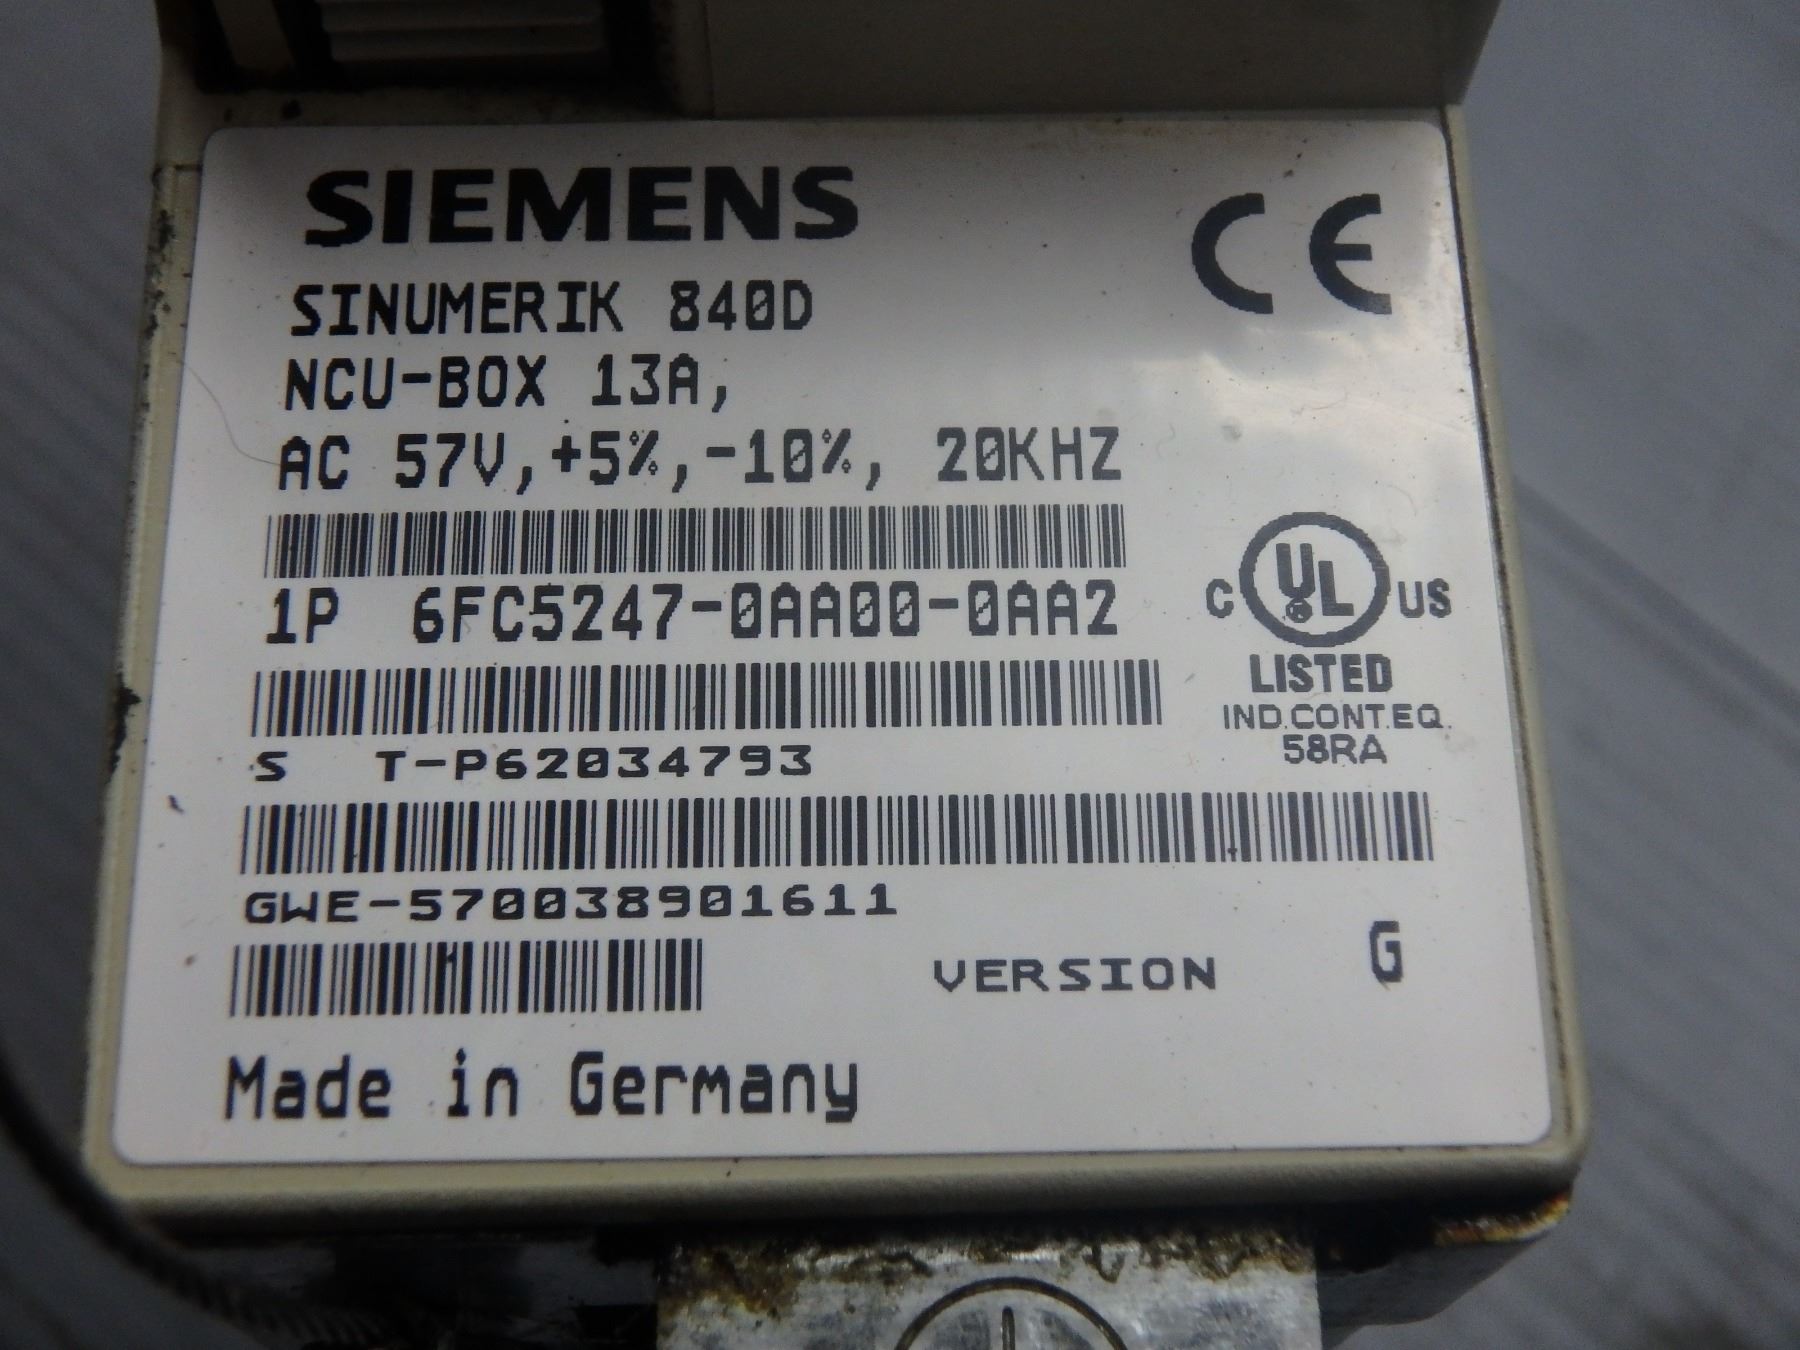 SIEMENS
CE
SINUMERIK 840D
NCU-BOX 13A,
AC 57V,+5%,-10%, 20KHZ
1P 6FC5247-0AA00-0AA2
C UL US
LISTED
IND.CONT.EQ.
58RA
S T-P62034793
GWE-570038901611
VERSION G
Made in Germany